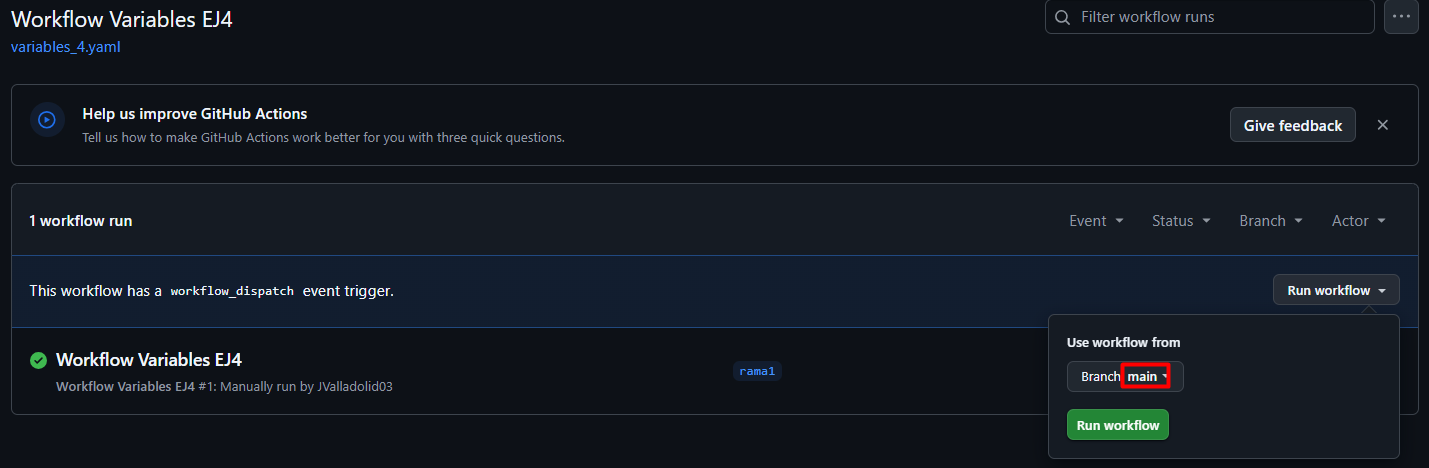 Workflow Variables EJ4
Filter workflow runs
variables_4.yaml
Help us improve GitHub Actions
Tell us how to make GitHub Actions work better for you with three quick questions.
Give feedback
1 workflow run
Event
Status
Branch
Actor
This workflow has a workflow_dispatch event trigger.
Run workflow
Workflow Variables EJ4
Workflow Variables EJ4 #1: Manually run by JValladolid03
rama1
Use workflow from
Branch main
Run workflow